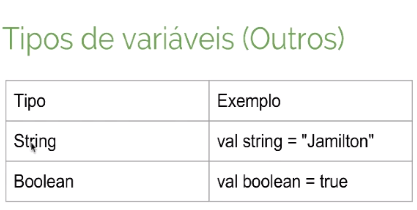 Tipos de variáveis (Outros)
Tipo Exemplo
String val string = "Jamilton"
Boolean val boolean = true